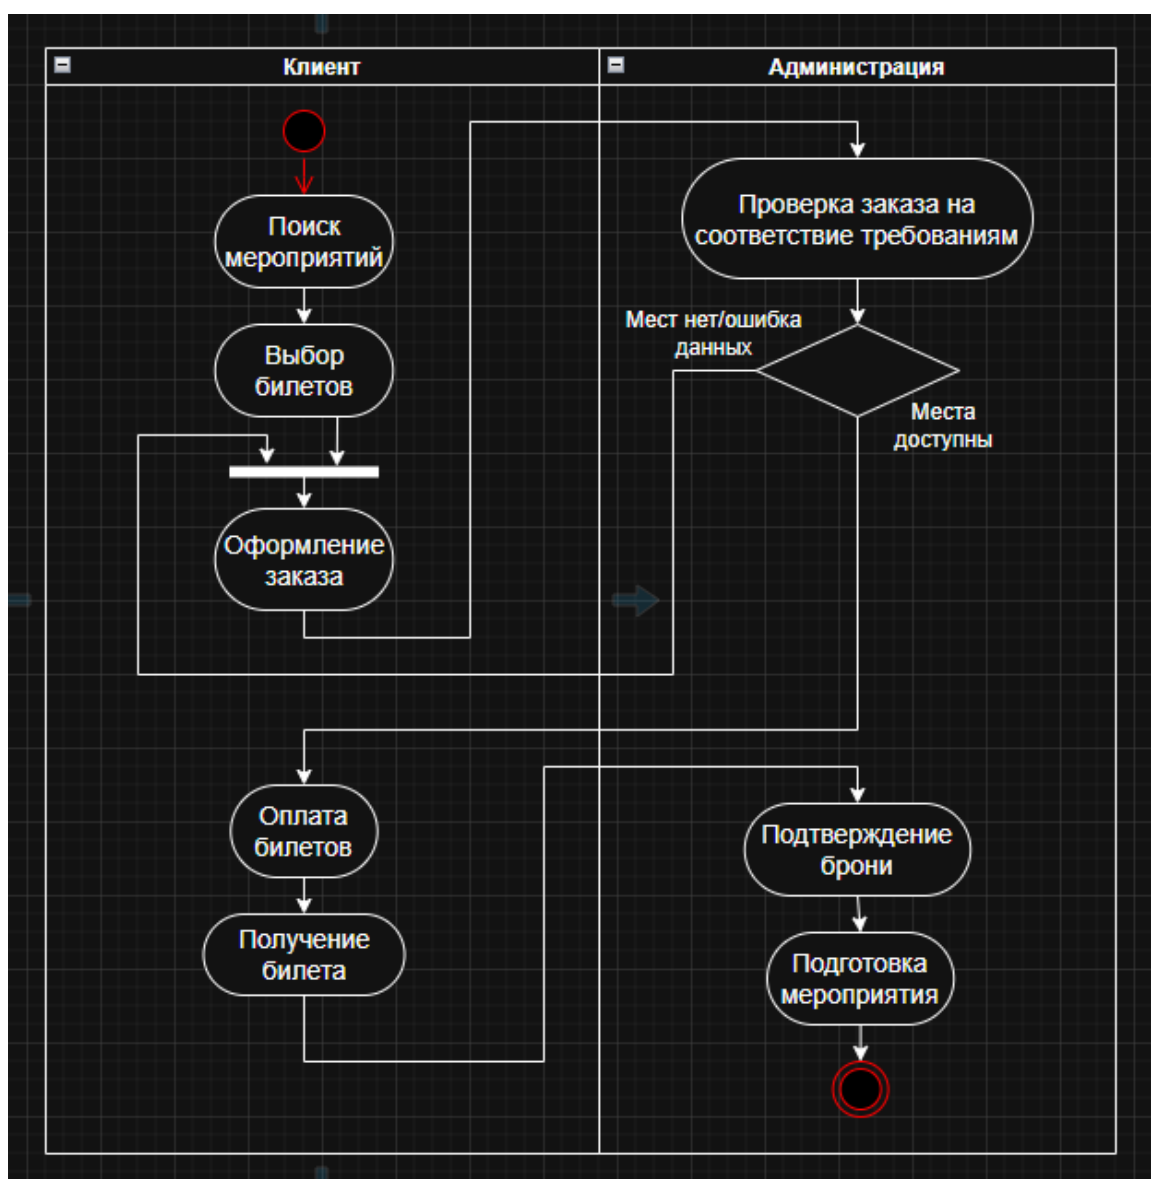 Клиент
Администрация
Поиск
мероприятий
Выбор
билетов
Оформление
заказа
Проверка заказа на
соответствие требованиям
Мест нет/ошибка
данных
Места
доступны
Оплата
билетов
Получение
билета
Подтверждение
брони
Подготовка
мероприятия